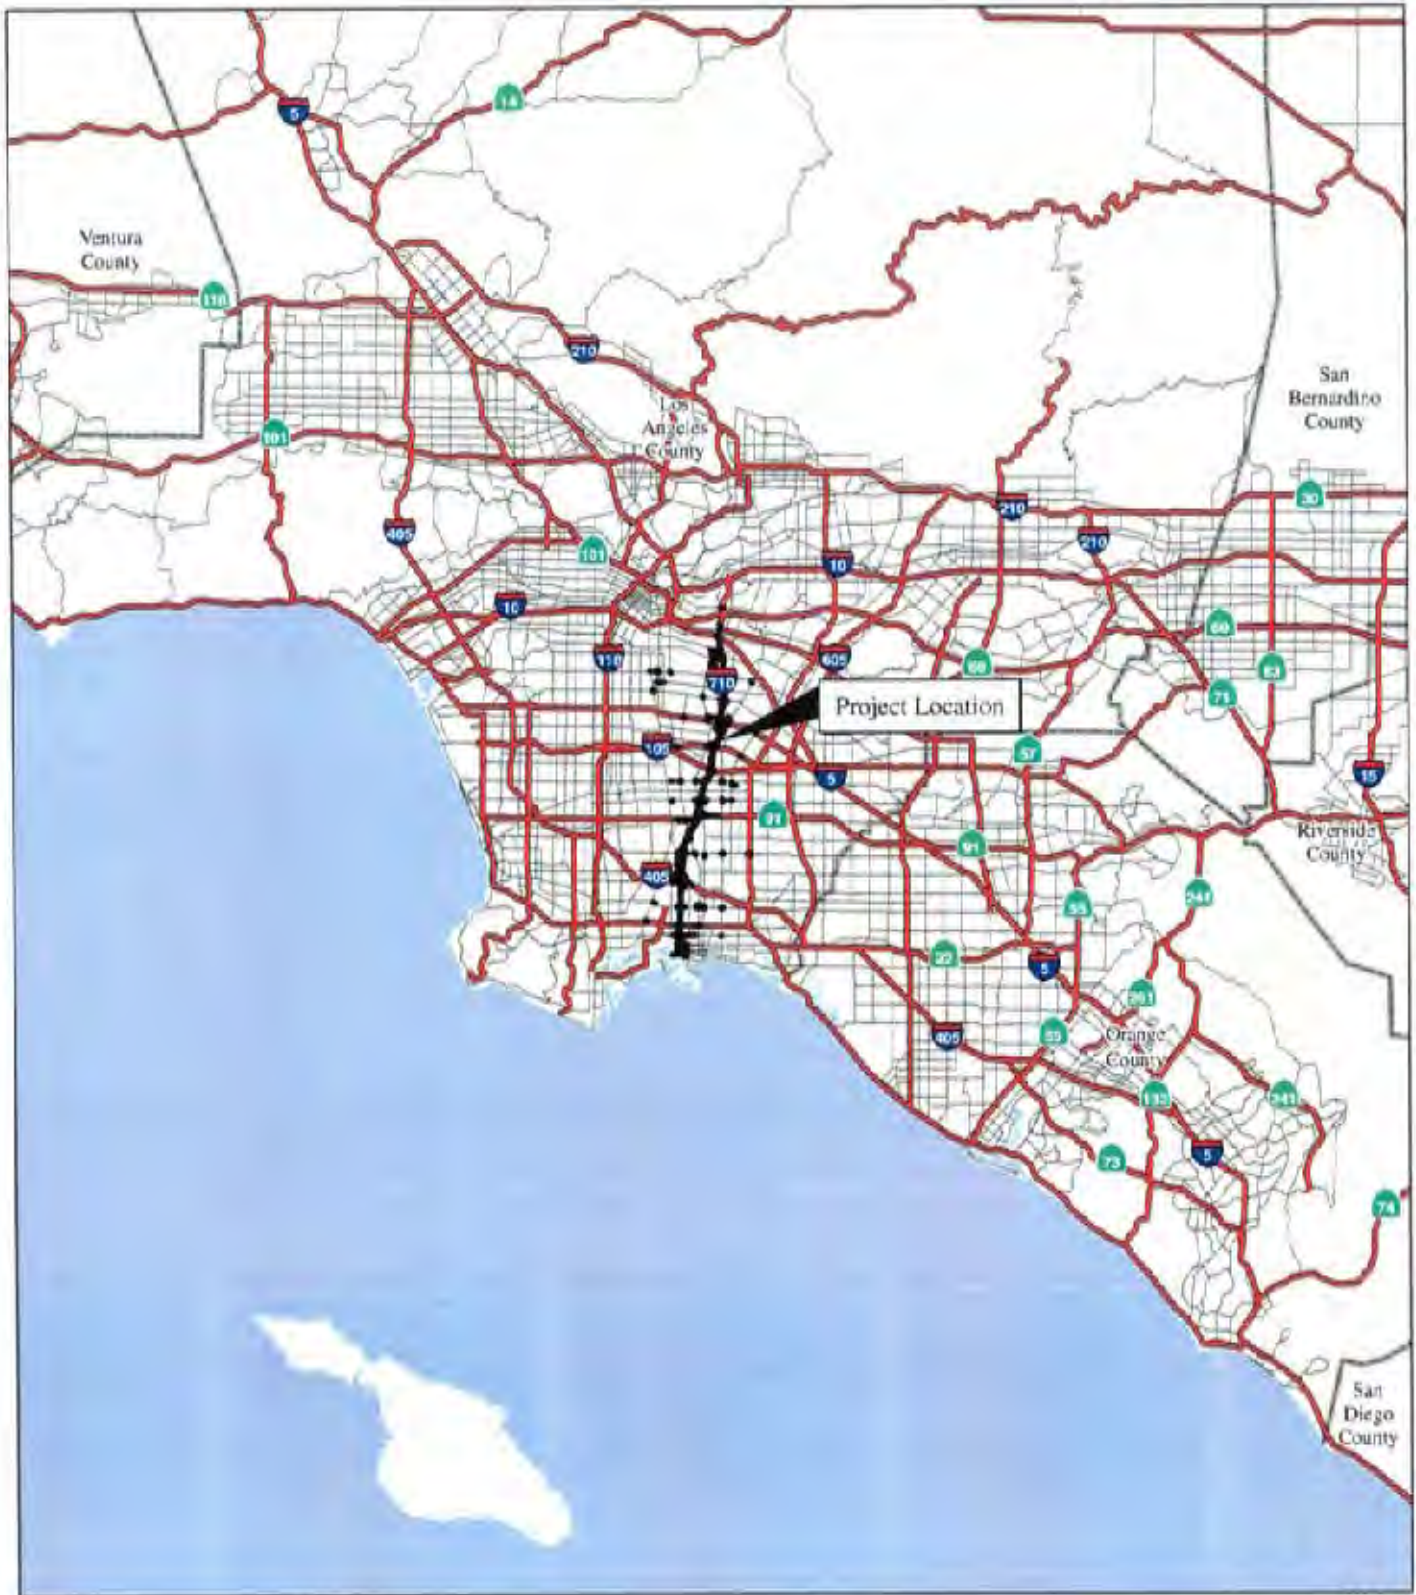 14
5
Ventura
County
118
210
San
Bernardino
County
Los
Angeles
County
101
30
405
210
210
101
10
10
60
110
605
60
83
710
71
Project Location
105
57
5
15
91
Riverside
County
91
405
241
55
22
5
261
405
55
Orange
County
133
241
73
5
74
San
Diego
County